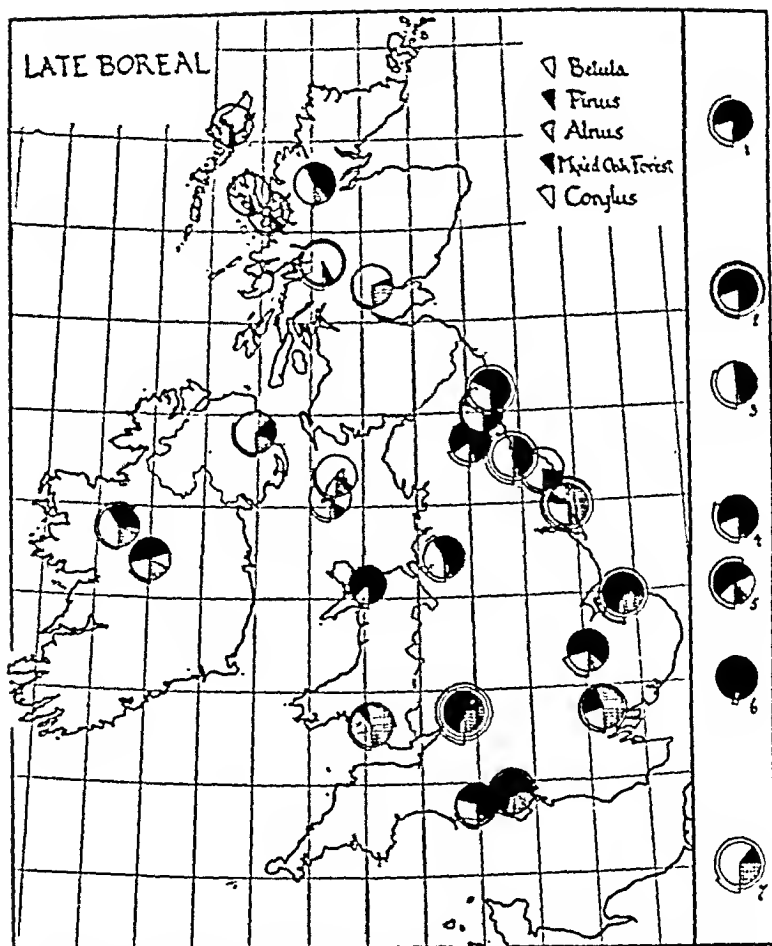 LATE BOREAL
Betula
Pinus
Alnus
Mixed Oak Forest
Corylus
1
2
3
4
5
6
7